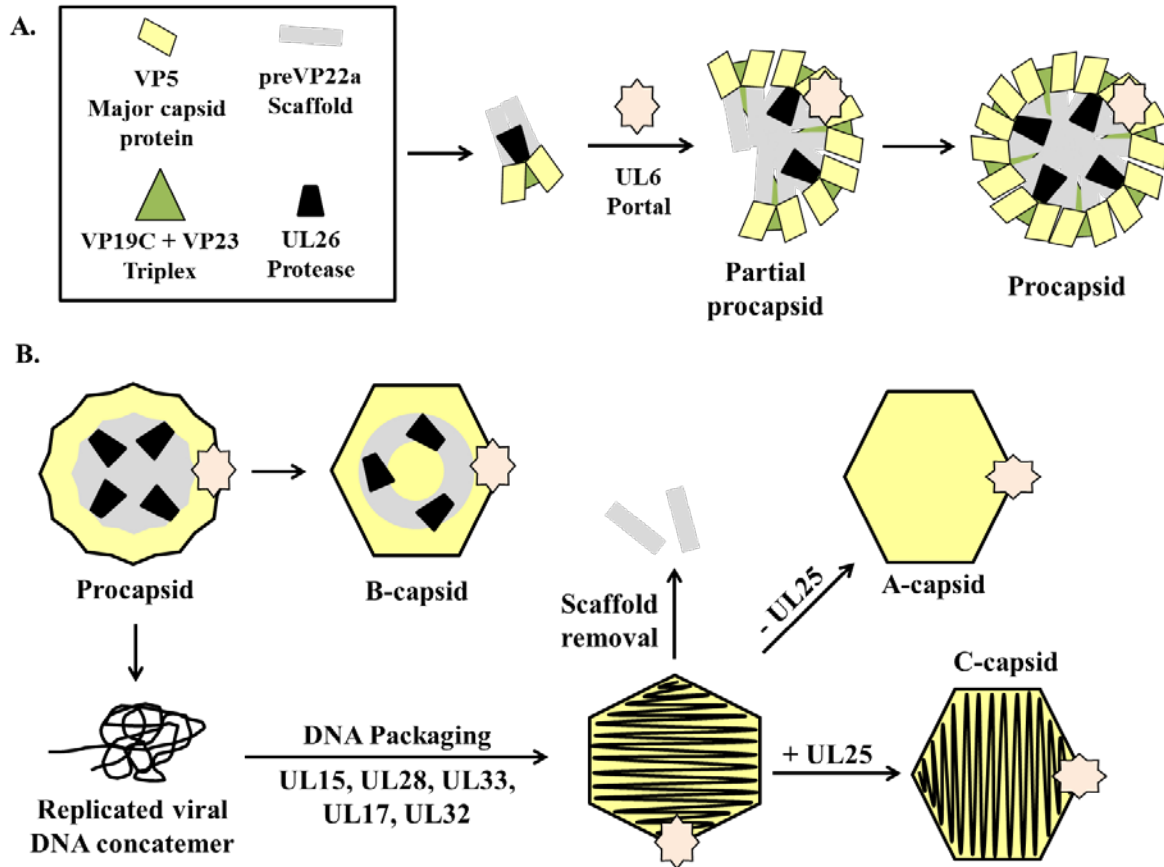 A.
VP5
Major capsid
protein
preVP22a
Scaffold
VP19C + VP23
Triplex
UL26
Protease
UL6
Portal
Partial
procapsid
Procapsid
B.
Procapsid
B-capsid
Scaffold
removal
- UL25
A-capsid
C-capsid
Replicated viral
DNA concatemer
DNA Packaging
UL15, UL28, UL33,
UL17, UL32
+ UL25